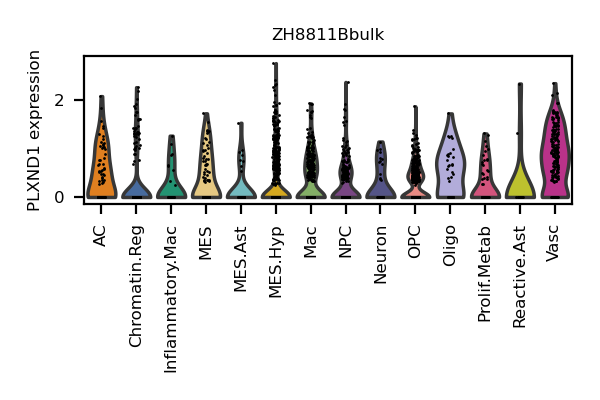 ZH8811Bbulk
PLXND1 expression
2
0
AC
Chromatin.Reg
Inflammatory.Mac
MES
MES.Ast
MES.Hyp
Mac
NPC
Neuron
OPC
Oligo
Prolif.Metab
Reactive.Ast
Vasc